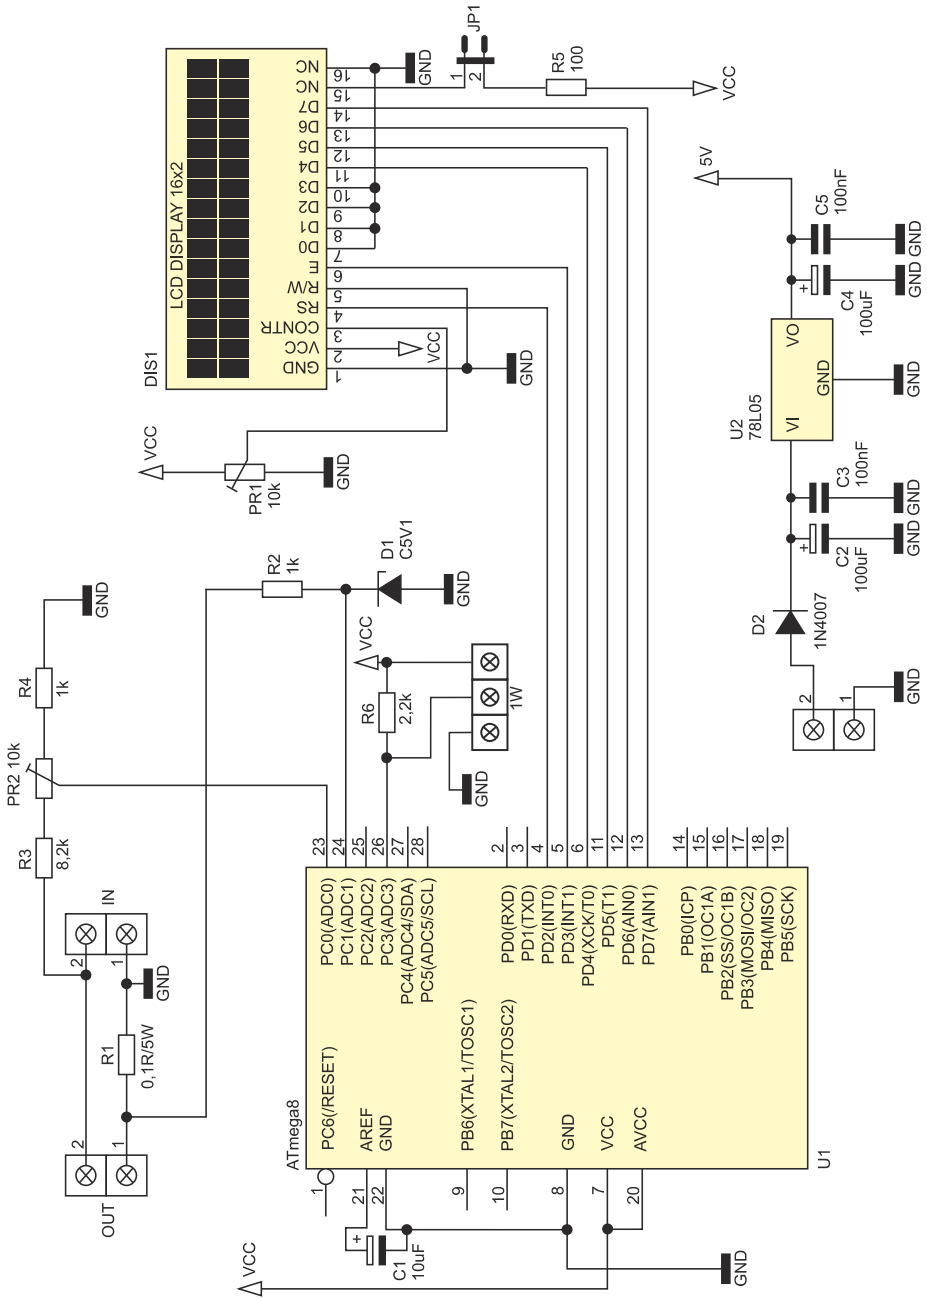 OUT
2
1
R1
0,1R/5W
IN
2
1
GND
R3
8,2k
PR2 10k
R4
1k
GND
R2
1k
D1
C5V1
GND
VCC
R6
2,2k
1W
GND
VCC
PR1
10k
GND
DIS1
LCD DISPLAY 16x2
GND
VCC
CONTR
RS
R/W
E
D0
D1
D2
D3
D4
D5
D6
D7
NC
NC
1
2
3
4
5
6
7
8
9
10
11
12
13
14
15
16
VCC
GND
GND
JP1
1
2
R5
100
VCC
ATmega8
U1
PC6(/RESET)
AREF
GND
PB6(XTAL1/TOSC1)
PB7(XTAL2/TOSC2)
GND
VCC
AVCC
1
21
22
9
10
8
7
20
C1
10uF
+
VCC
GND
PC0(ADC0)
PC1(ADC1)
PC2(ADC2)
PC3(ADC3)
PC4(ADC4/SDA)
PC5(ADC5/SCL)
PD0(RXD)
PD1(TXD)
PD2(INT0)
PD3(INT1)
PD4(XCK/T0)
PD5(T1)
PD6(AIN0)
PD7(AIN1)
PB0(ICP)
PB1(OC1A)
PB2(SS/OC1B)
PB3(MOSI/OC2)
PB4(MISO)
PB5(SCK)
23
24
25
26
27
28
2
3
4
5
6
11
12
13
14
15
16
17
18
19
2
1
GND
D2
1N4007
+
C2
100uF
GND
C3
100nF
GND
U2
78L05
VI
GND
VO
GND
+
C4
100uF
GND
C5
100nF
GND
5V